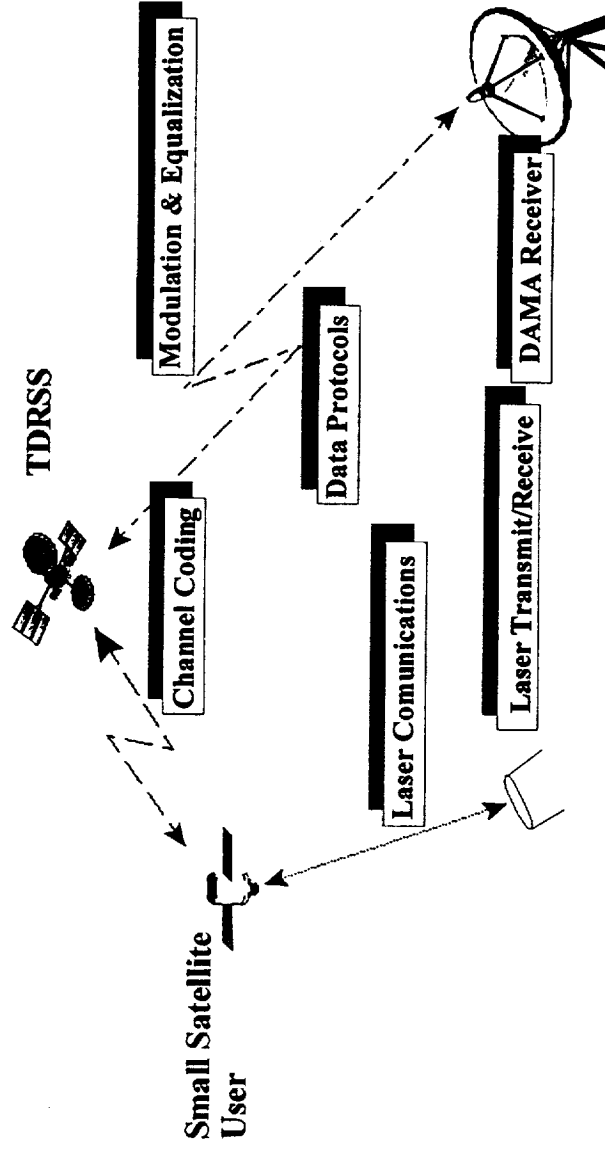 TDRSS
Small Satellite
User
Channel Coding
Modulation & Equalization
Data Protocols
Laser Comunications
Laser Transmit/Receive
DAMA Receiver